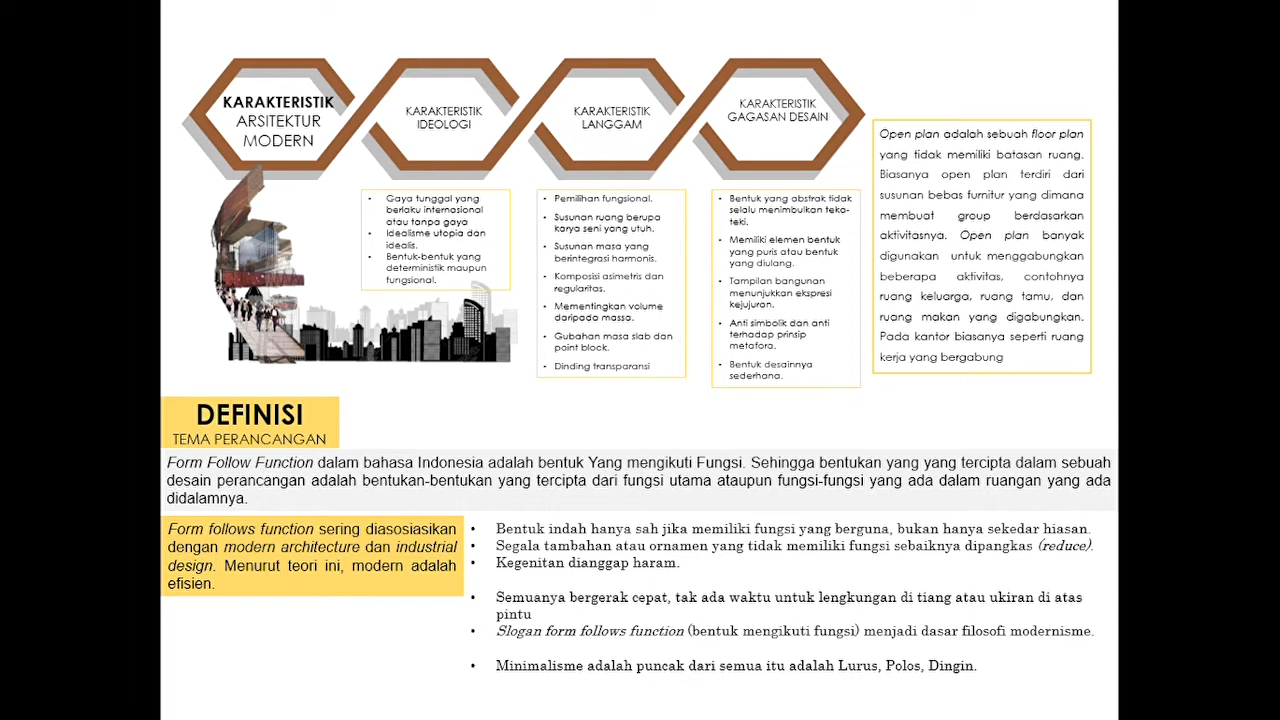 KARAKTERISTIK
ARSITEKTUR
MODERN
KARAKTERISTIK
IDEOLOGI
KARAKTERISTIK
LANGGAM
KARAKTERISTIK
GAGASAN DESAIN
• Gaya tunggal yang
berlaku internasional
atau tanpa gaya
• Idealisme utopia dan
idealis.
• Bentuk-bentuk yang
deterministik maupun
fungsional.
• Pemilihan fungsional.
• Susunan ruang berupa
karya seni yang utuh.
• Susunan masa yang
berintegrasi harmonis.
• Komposisi asimetris dan
regularitas.
• Mementingkan volume
daripada massa.
• Gubahan masa slab dan
point block.
• Dinding transparansi
• Bentuk yang abstrak tidak
selalu menimbulkan teka-
teki.
• Memiliki elemen bentuk
yang puris atau bentuk
yang diulang.
• Tampilan bangunan
menunjukkan ekspresi
kejujuran.
• Anti simbolik dan anti
terhadap prinsip
metafora.
• Bentuk desainnya
sederhana.
Open plan adalah sebuah floor plan
yang tidak memiliki batasan ruang.
Biasanya open plan terdiri dari
susunan bebas furnitur yang dimana
membuat group berdasarkan
aktivitasnya. Open plan banyak
digunakan untuk menggabungkan
beberapa aktivitas, contohnya
ruang keluarga, ruang tamu, dan
ruang makan yang digabungkan.
Pada kantor biasanya seperti ruang
kerja yang bergabung
DEFINISI
TEMA PERANCANGAN
Form Follow Function dalam bahasa Indonesia adalah bentuk Yang mengikuti Fungsi. Sehingga bentukan yang yang tercipta dalam sebuah
desain perancangan adalah bentukan-bentukan yang tercipta dari fungsi utama ataupun fungsi-fungsi yang ada dalam ruangan yang ada
didalamnya.
Form follows function sering diasosiasikan
dengan modern architecture dan industrial
design. Menurut teori ini, modern adalah
efisien.
• Bentuk indah hanya sah jika memiliki fungsi yang berguna, bukan hanya sekedar hiasan.
• Segala tambahan atau ornamen yang tidak memiliki fungsi sebaiknya dipangkas (reduce).
• Kegenitan dianggap haram.
• Semuanya bergerak cepat, tak ada waktu untuk lengkungan di tiang atau ukiran di atas
pintu
• Slogan form follows function (bentuk mengikuti fungsi) menjadi dasar filosofi modernisme.
• Minimalisme adalah puncak dari semua itu adalah Lurus, Polos, Dingin.